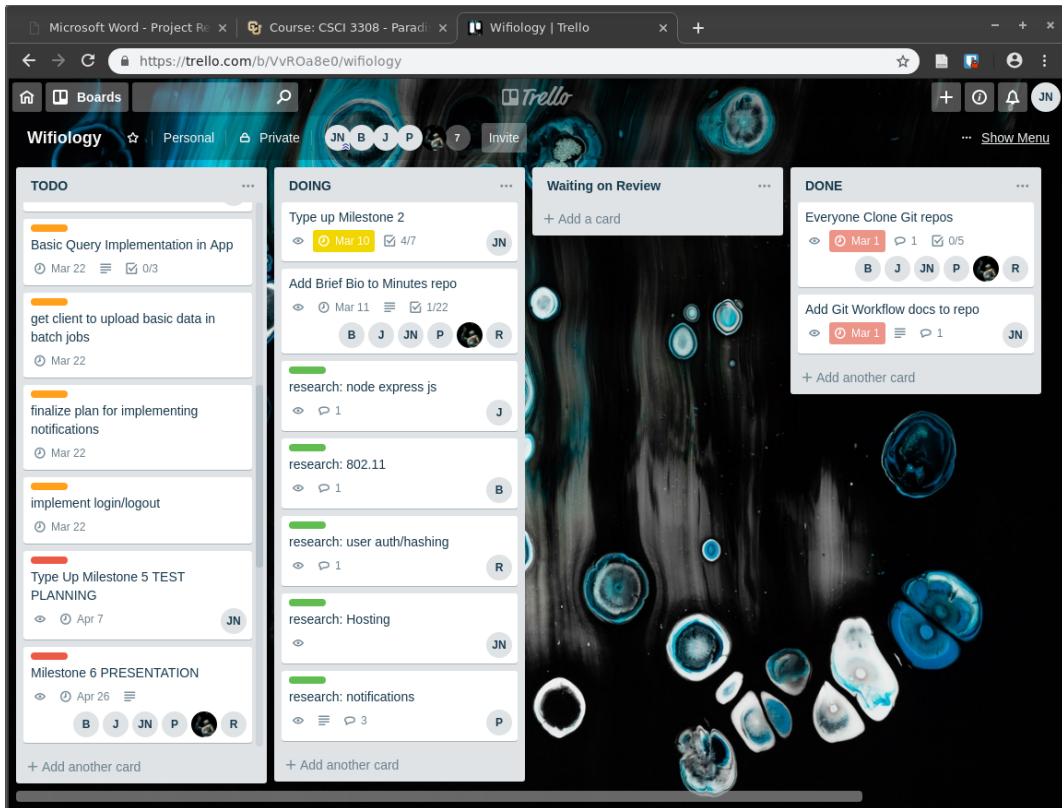 Microsoft Word - Project Re
Course: CSCI 3308 - Paradi
Wifiology | Trello
https://trello.com/b/VvROa8e0/wifiology
Boards
Trello
JN
Wifiology
Personal
Private
JN B J P 7
Invite
Show Menu
TODO
Basic Query Implementation in App
Mar 22 0/3
get client to upload basic data in
batch jobs
Mar 22
finalize plan for implementing
notifications
Mar 22
implement login/logout
Mar 22
Type Up Milestone 5 TEST
PLANNING
Apr 7
JN
Milestone 6 PRESENTATION
Apr 26
B J JN P R
+ Add another card
DOING
Type up Milestone 2
Mar 10 4/7
JN
Add Brief Bio to Minutes repo
Mar 11 1/22
B J JN P R
research: node express js
1
J
research: 802.11
1
B
research: user auth/hashing
1
R
research: Hosting
JN
research: notifications
3
P
+ Add another card
Waiting on Review
+ Add a card
DONE
Everyone Clone Git repos
Mar 1 1 0/5
B J JN P R
Add Git Workflow docs to repo
Mar 1 1
JN
+ Add another card